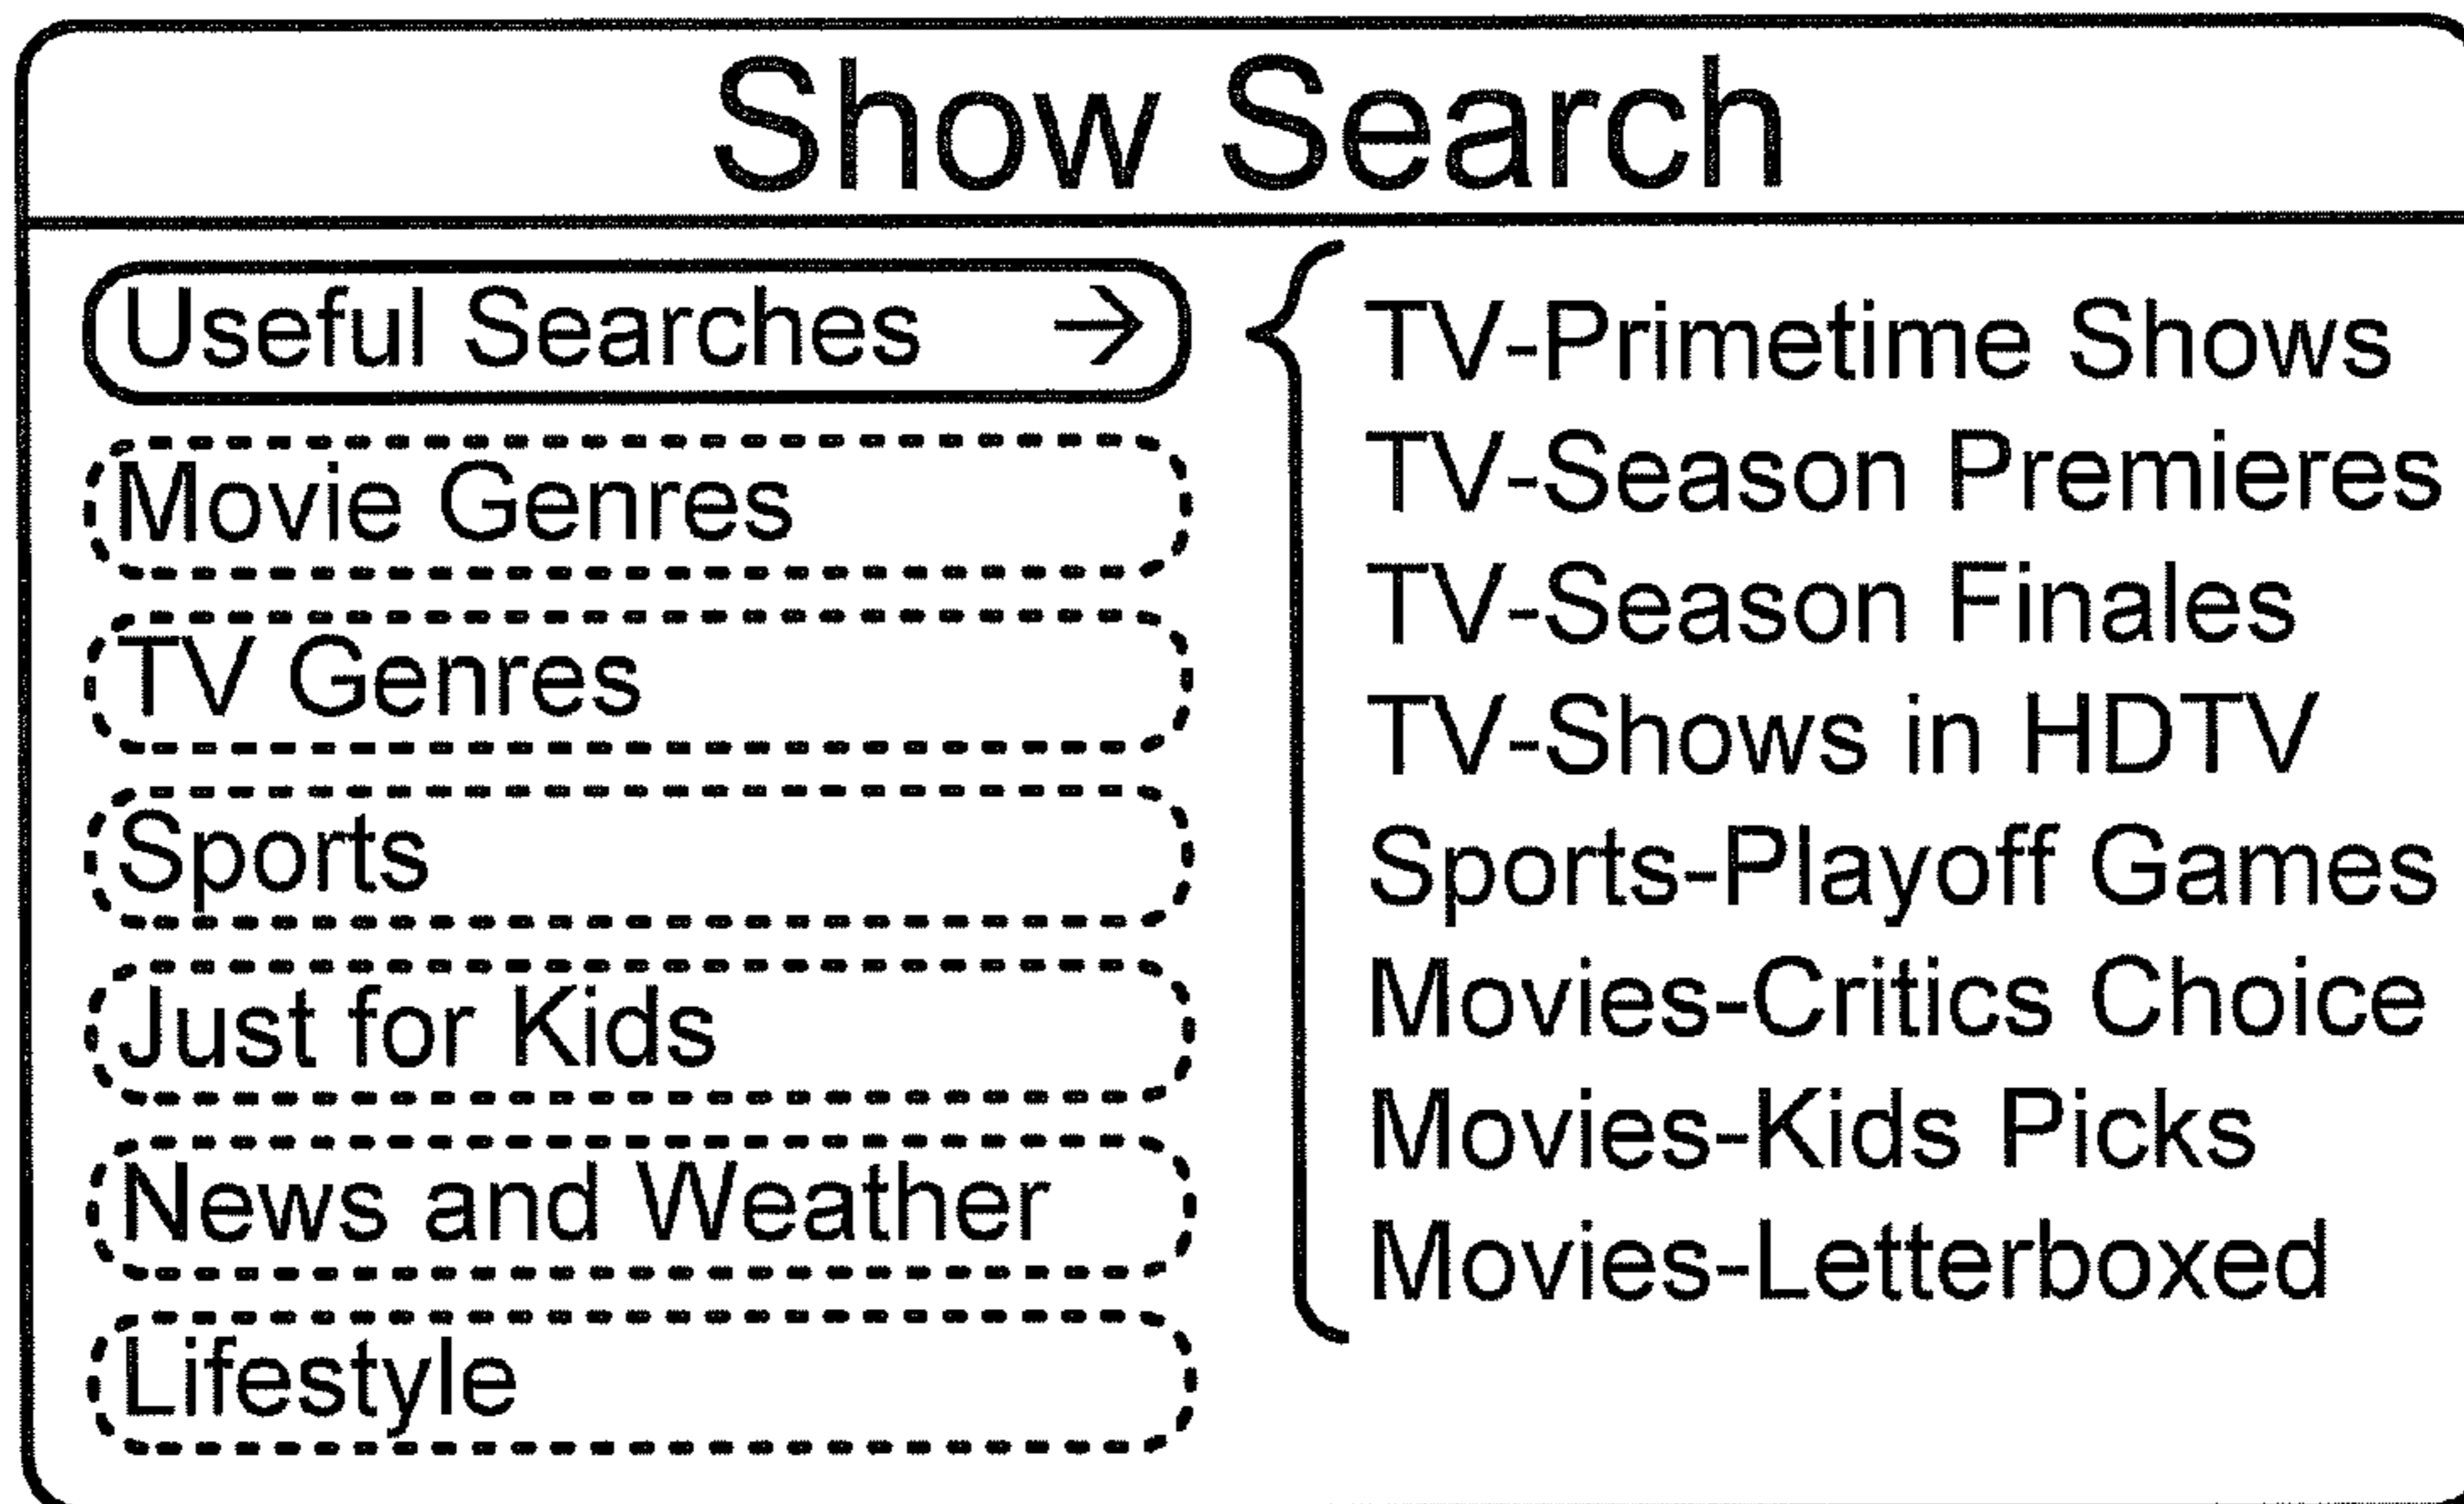 Show Search
Useful Searches →
Movie Genres
TV Genres
Sports
Just for Kids
News and Weather
Lifestyle
TV-Primetime Shows
TV-Season Premieres
TV-Season Finales
TV-Shows in HDTV
Sports-Playoff Games
Movies-Critics Choice
Movies-Kids Picks
Movies-Letterboxed